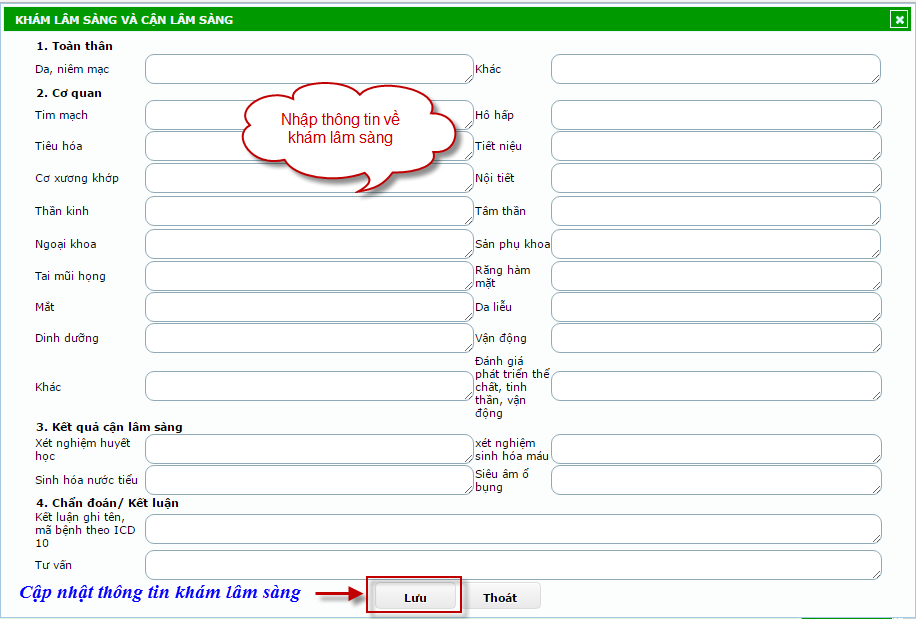 KHÁM LÂM SÀNG VÀ CẬN LÂM SÀNG
1. Toàn thân
Da, niêm mạc
Khác
2. Cơ quan
Tim mạch
Hô hấp
Nhập thông tin về
khám lâm sàng
Tiêu hóa
Tiết niệu
Cơ xương khớp
Nội tiết
Thần kinh
Tâm thần
Ngoại khoa
Sản phụ khoa
Tai mũi họng
Răng hàm
mặt
Mắt
Da liễu
Dinh dưỡng
Vận động
Khác
Đánh giá
phát triển thể
chất, tinh
thần, vận
động
3. Kết quả cận lâm sàng
Xét nghiệm huyết
học
xét nghiệm
sinh hóa máu
Sinh hóa nước tiểu
Siêu âm ổ
bụng
4. Chẩn đoán/ Kết luận
Kết luận ghi tên,
mã bệnh theo ICD
10
Tư vấn
Cập nhật thông tin khám lâm sàng
Lưu
Thoát